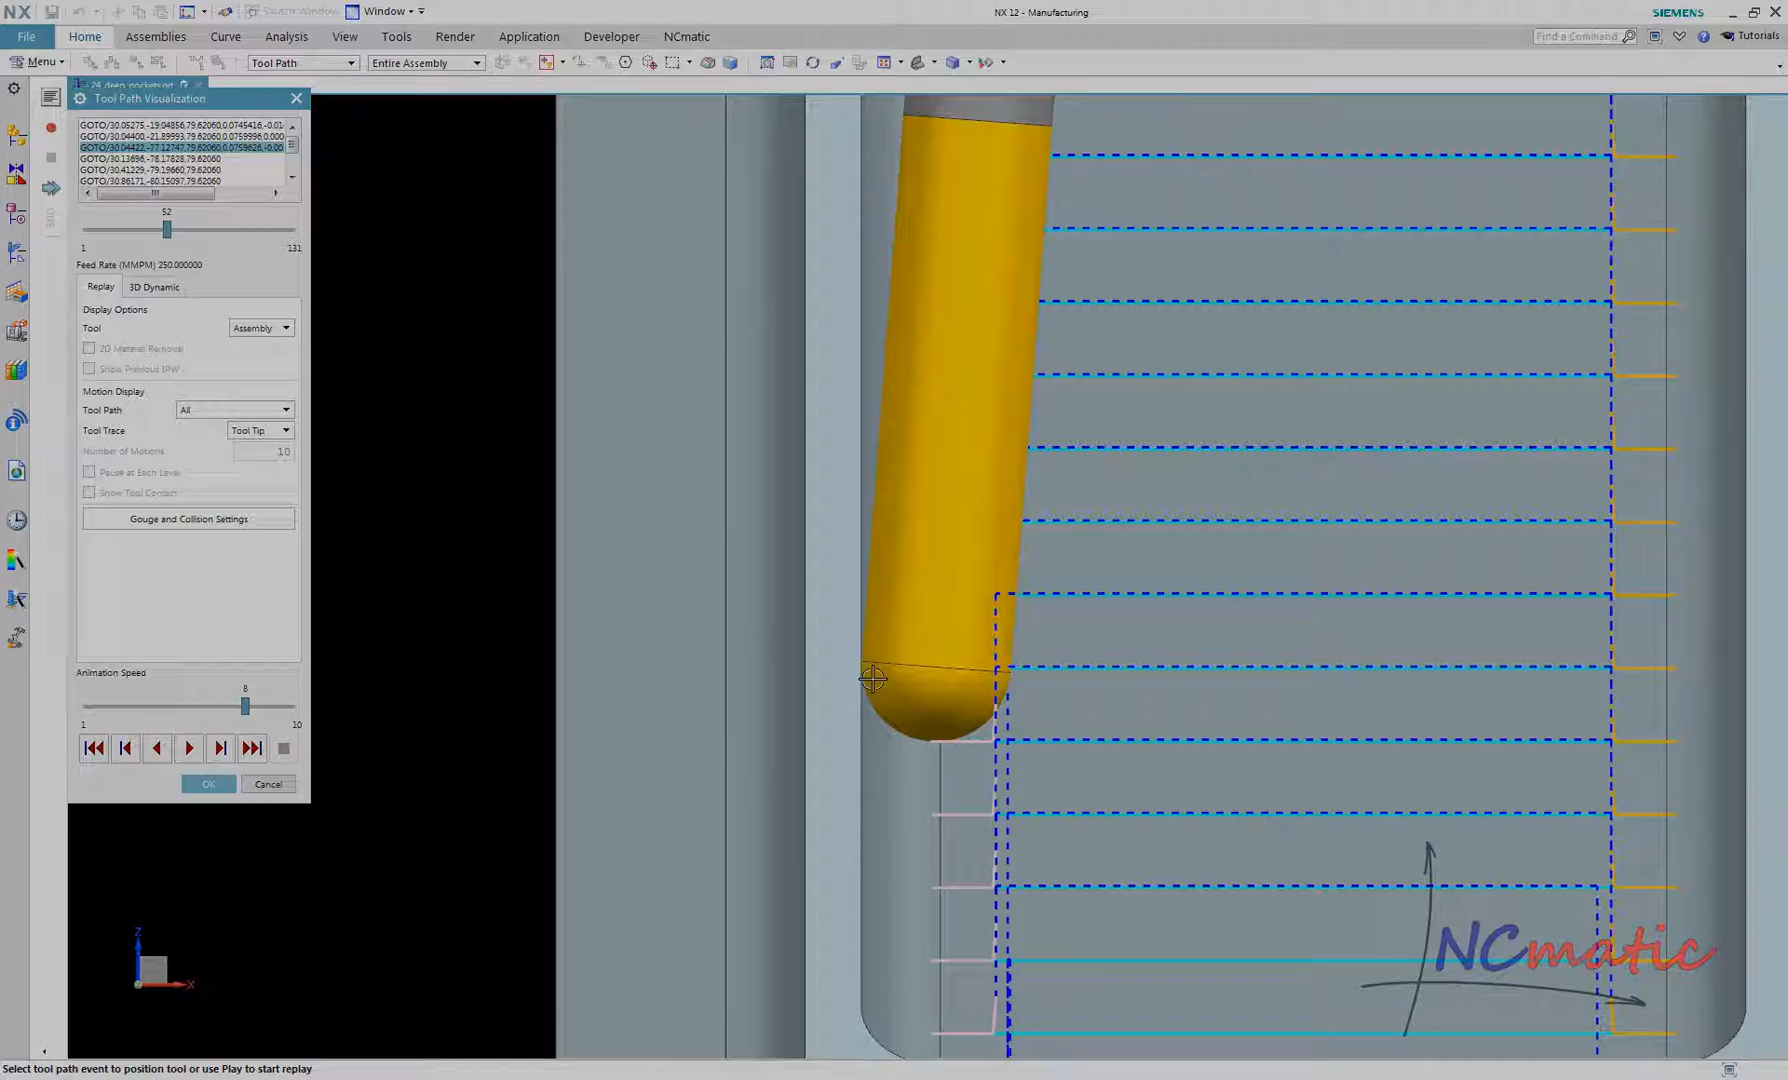 NX
Switch Window
Window
NX 12 - Manufacturing
SIEMENS
File
Home
Assemblies
Curve
Analysis
View
Tools
Render
Application
Developer
NCmatic
Find a Command
Tutorials
Menu
Tool Path
Entire Assembly
Tool Path Visualization
GOTO/30.05275,-19.04856,79.62060,0.0745416,-0.01
GOTO/30.04400,-21.89993,79.62060,0.0759996,0.000
GOTO/30.04422,-77.12747,79.62060,0.0759626,-0.00
GOTO/30.13696,-78.17828,79.62060
GOTO/30.41229,-79.19660,79.62060
GOTO/30.86171,-80.15097,79.62060
52
1
131
Feed Rate (MMPM) 250.000000
Replay
3D Dynamic
Display Options
Tool
Assembly
2D Material Removal
Show Previous IPW
Motion Display
Tool Path
All
Tool Trace
Tool Tip
Number of Motions
10
Pause at Each Level
Show Tool Contact
Gouge and Collision Settings
Animation Speed
8
1
10
OK
Cancel
Z
X
NCmatic
Select tool path event to position tool or use Play to start replay